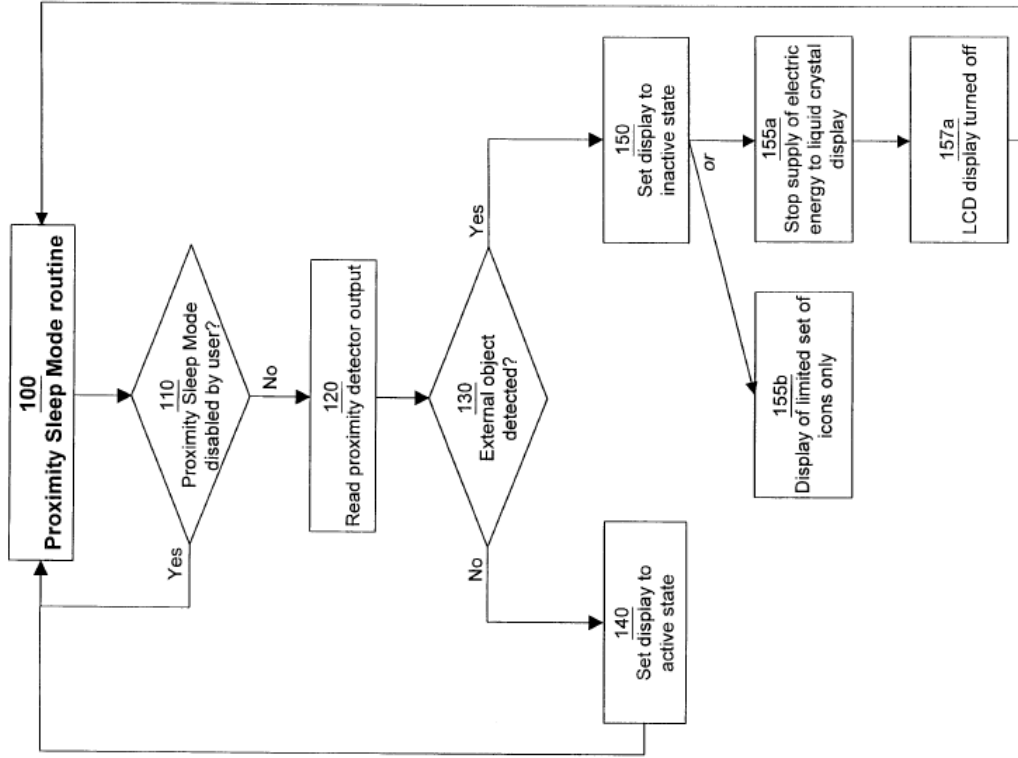 100
Proximity Sleep Mode routine
110
Proximity Sleep Mode
disabled by user?
Yes
No
120
Read proximity detector output
130
External object
detected?
No
Yes
140
Set display to
active state
150
Set display to
inactive state
or
155a
Stop supply of electric
energy to liquid crystal
display
155b
Display of limited set of
icons only
157a
LCD display turned off